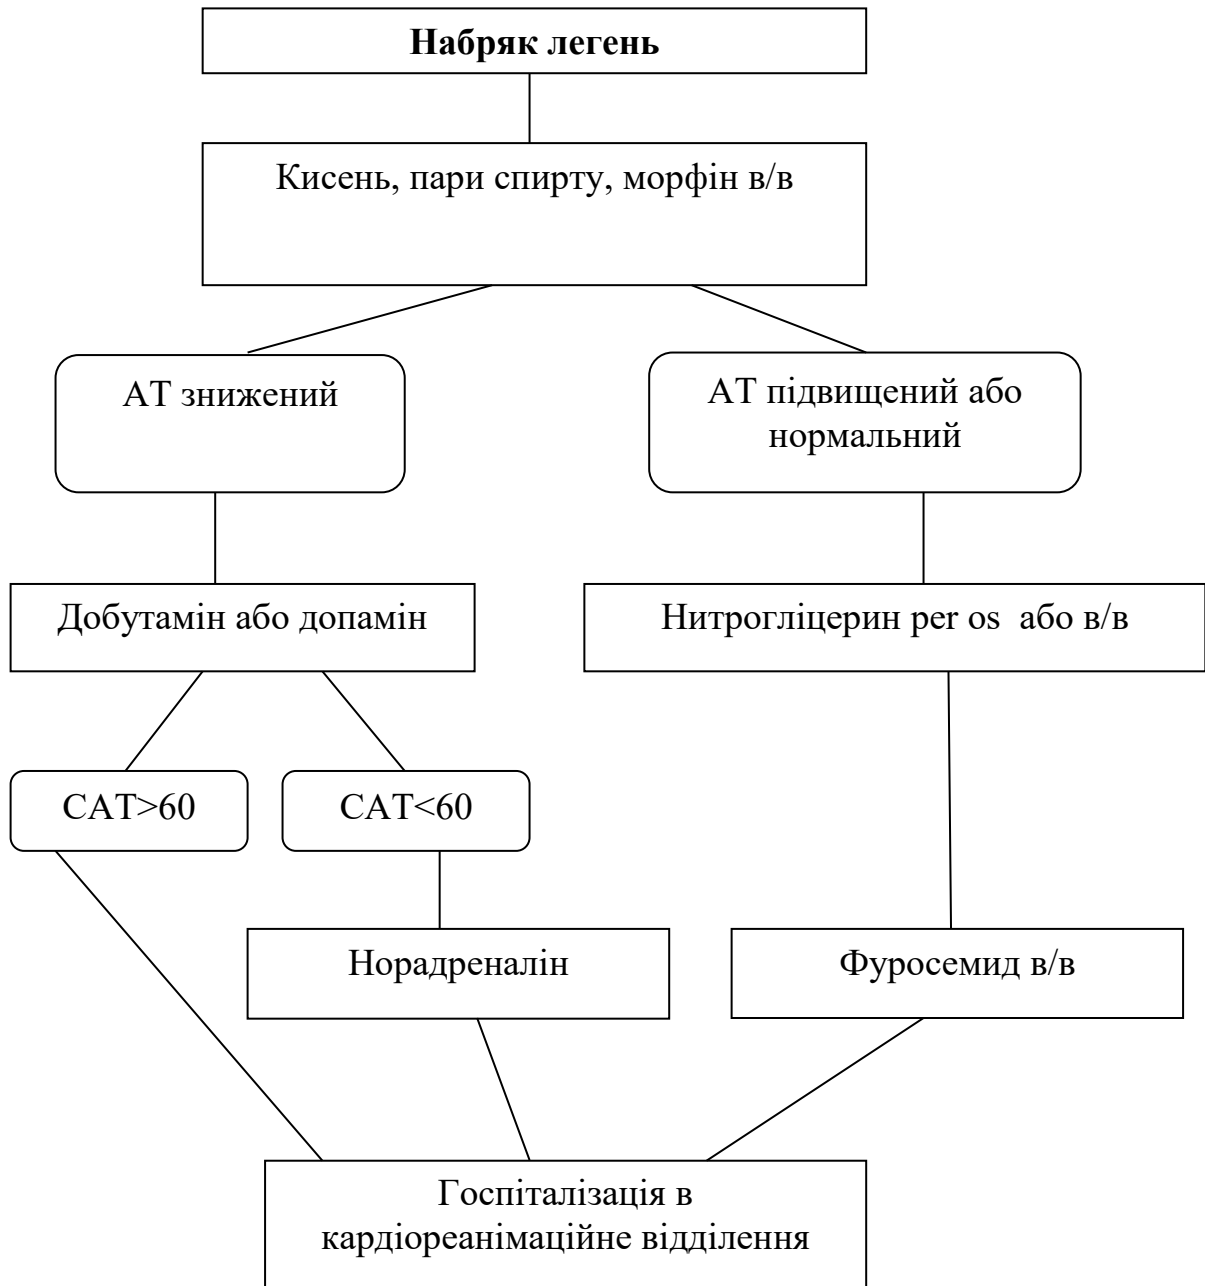 Набряк легень
Кисень, пари спирту, морфін в/в
АТ знижений
АТ підвищений або
нормальний
Добутамін або допамін
Нитрогліцерин per os або в/в
САТ>60
САТ<60
Норадреналін
Фуросемид в/в
Госпіталізація в
кардіореанімаційне відділення